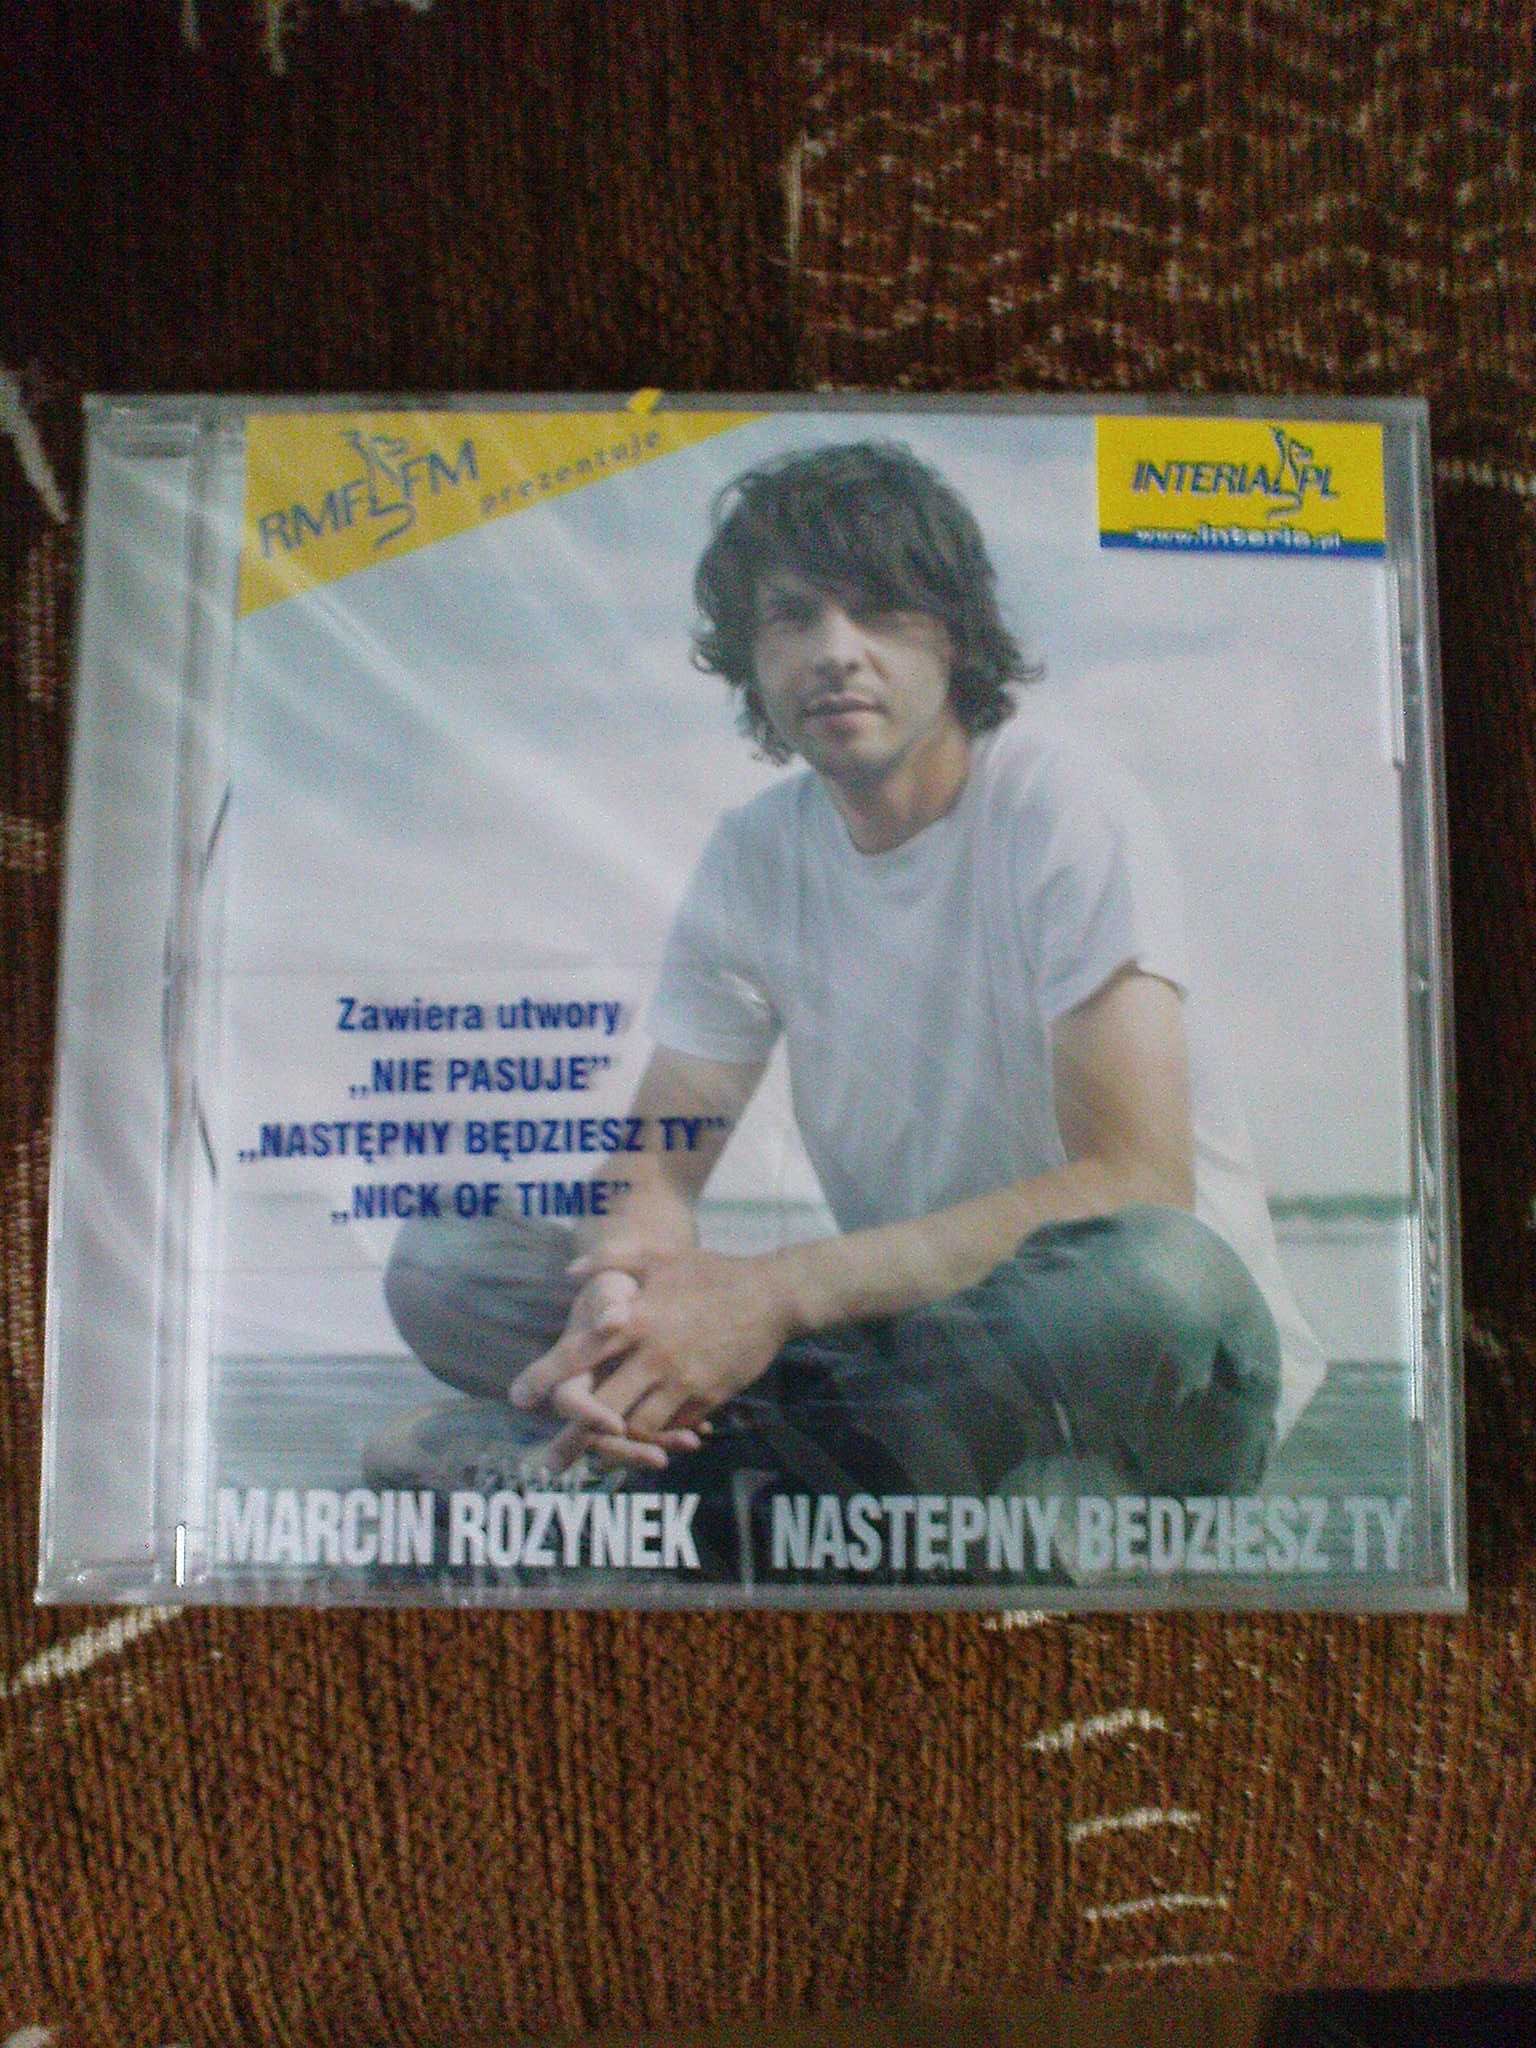 RMF FM
prezentuje
INTERIA.PL
www.interia.pl
Zawiera utwory
„NIE PASUJE”
„NASTĘPNY BĘDZIESZ TY”
„NICK OF TIME”
MARCIN ROZYNEK NASTĘPNY BĘDZIESZ TY